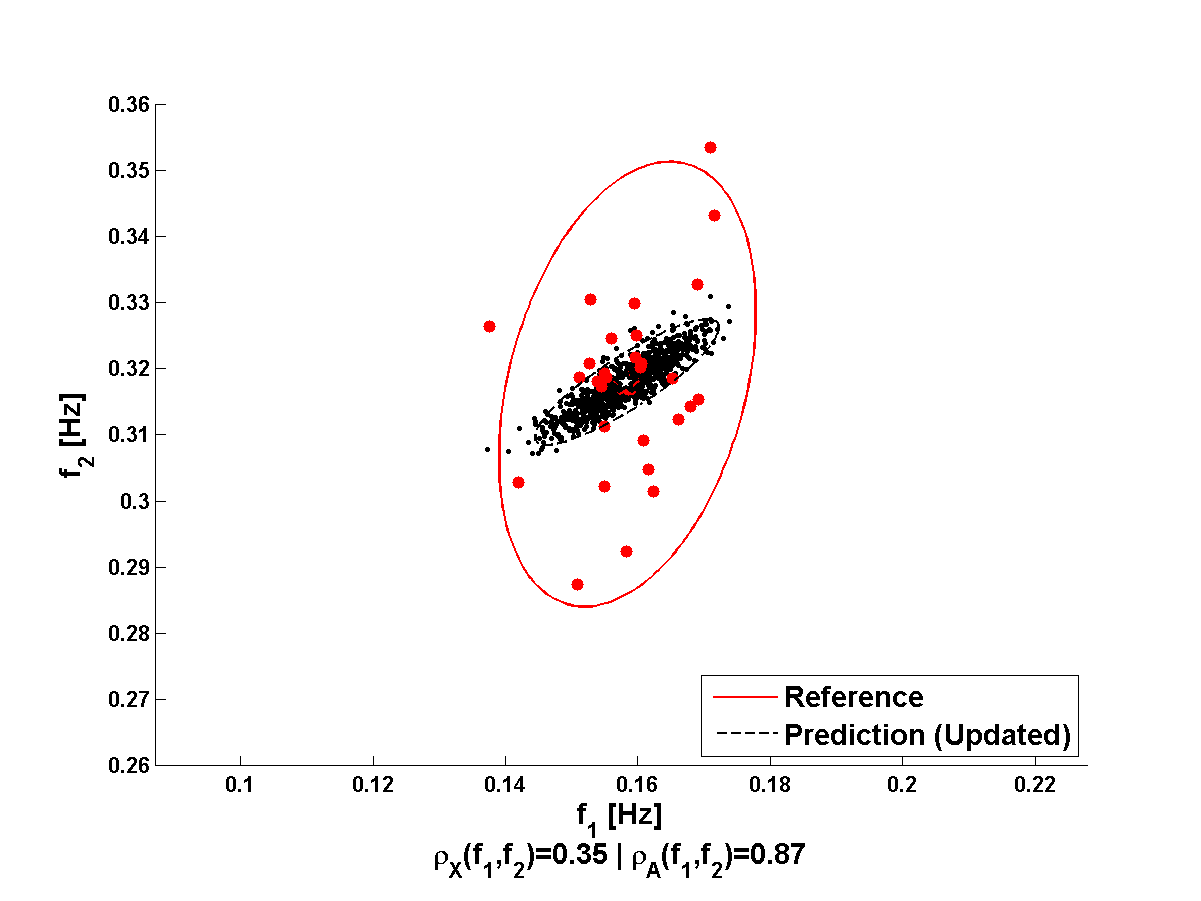 0.36
0.35
0.34
0.33
0.32
0.31
0.3
0.29
0.28
0.27
0.26
f2 [Hz]
Reference
Prediction (Updated)
0.1 0.12 0.14 0.16 0.18 0.2 0.22
f1 [Hz]
ρX(f1,f2)=0.35 | ρA(f1,f2)=0.87